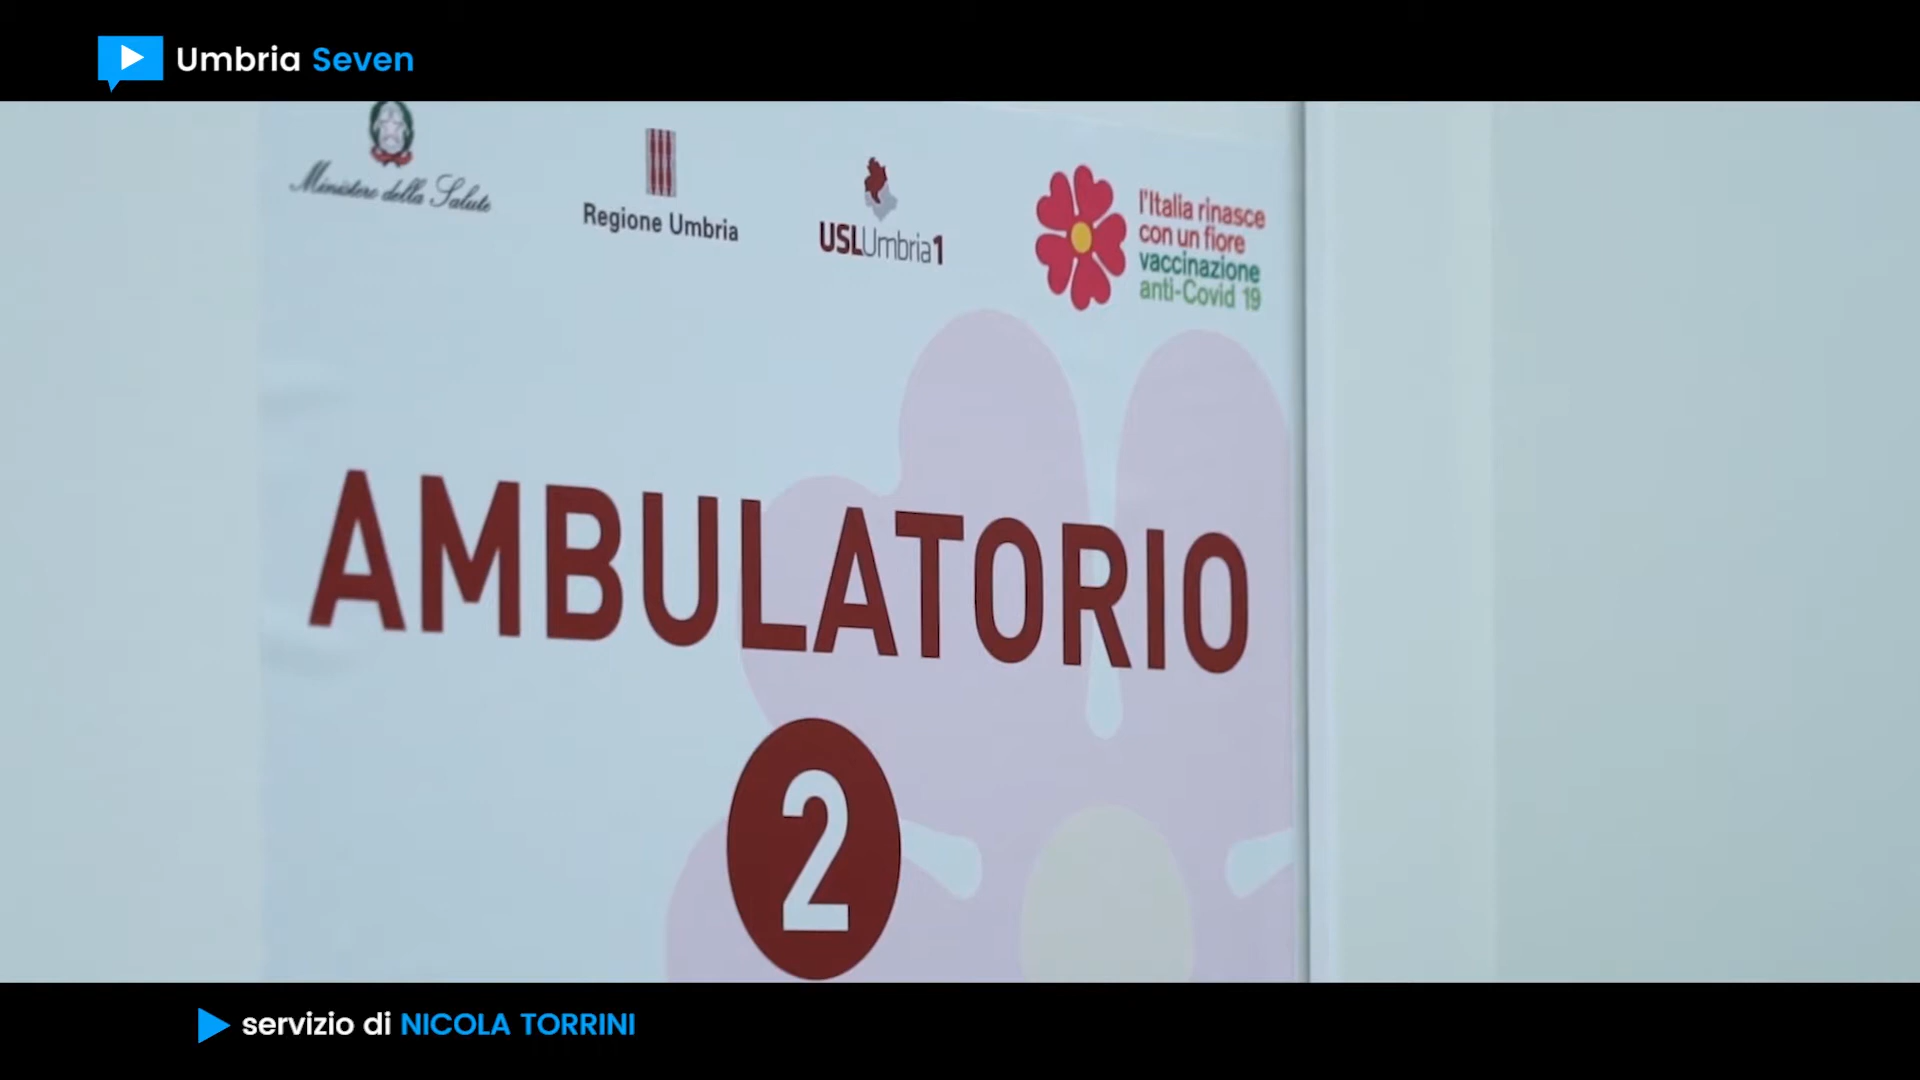 Umbria Seven
Ministero della Salute
Regione Umbria
USLUmbria1
l'Italia rinasce
con un fiore
vaccinazione
anti-Covid 19
AMBULATORIO
2
servizio di NICOLA TORRINI